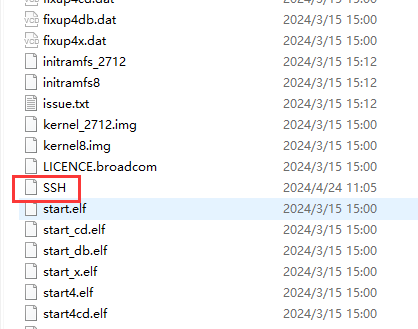 fixup4cd.dat 2024/3/15 15:00
fixup4db.dat 2024/3/15 15:00
fixup4x.dat 2024/3/15 15:00
initramfs_2712 2024/3/15 15:12
initramfs8 2024/3/15 15:12
issue.txt 2024/3/15 15:12
kernel_2712.img 2024/3/15 15:00
kernel8.img 2024/3/15 15:00
LICENCE.broadcom 2024/3/15 15:00
SSH 2024/4/24 11:05
start.elf 2024/3/15 15:00
start_cd.elf 2024/3/15 15:00
start_db.elf 2024/3/15 15:00
start_x.elf 2024/3/15 15:00
start4.elf 2024/3/15 15:00
start4cd.elf 2024/3/15 15:00